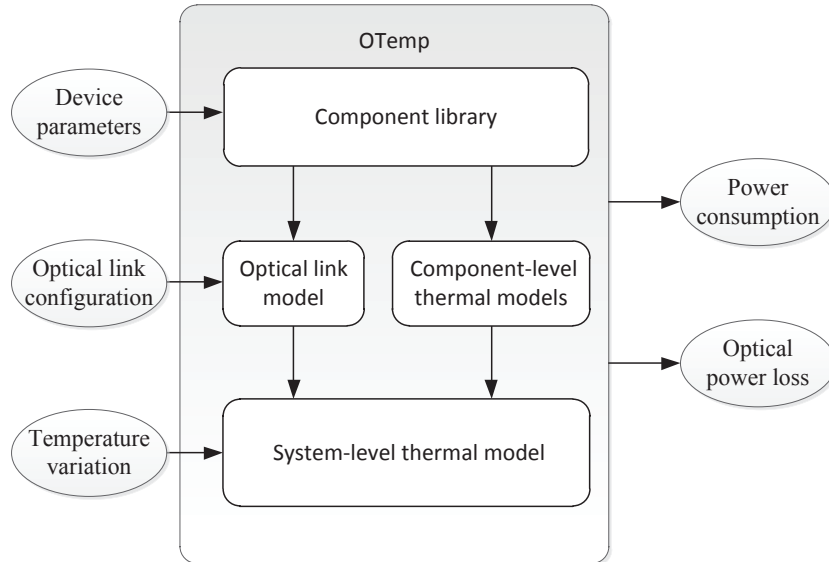 OTemp
Device
parameters
Component library
Power
consumption
Optical link
configuration
Optical link
model
Component-level
thermal models
Optical
power loss
Temperature
variation
System-level thermal model